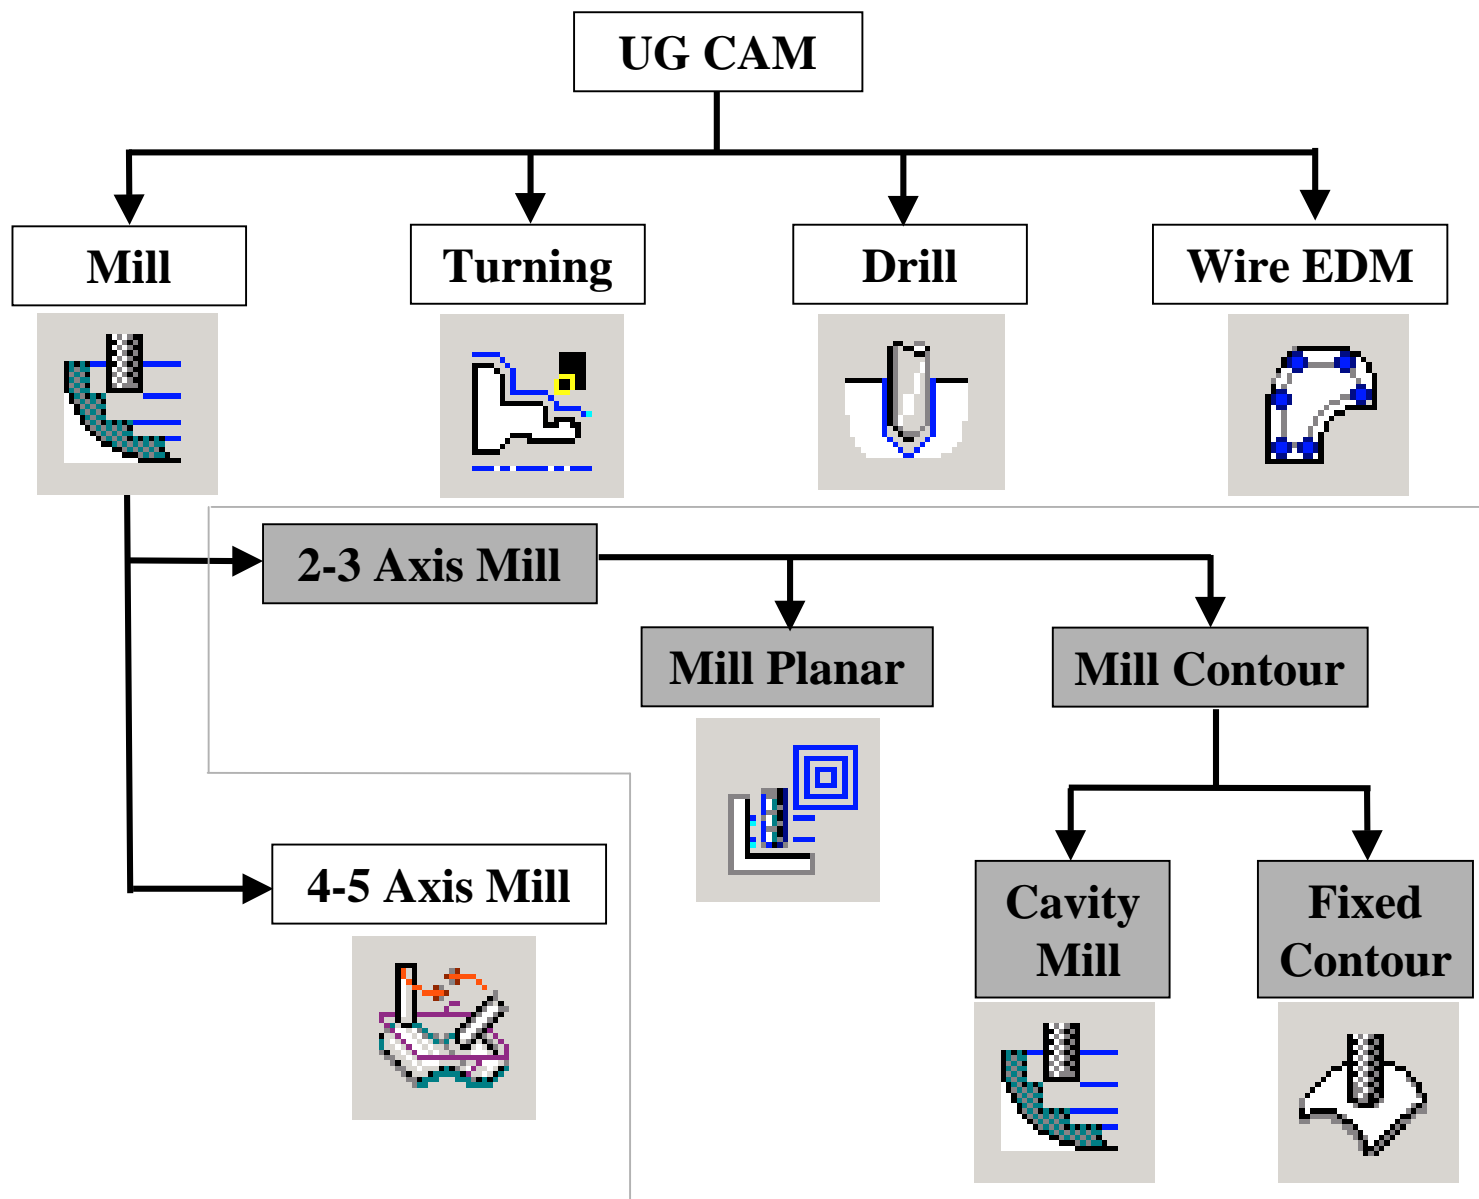 UG CAM
Mill
Turning
Drill
Wire EDM
2-3 Axis Mill
Mill Planar
Mill Contour
4-5 Axis Mill
Cavity
Mill
Fixed
Contour